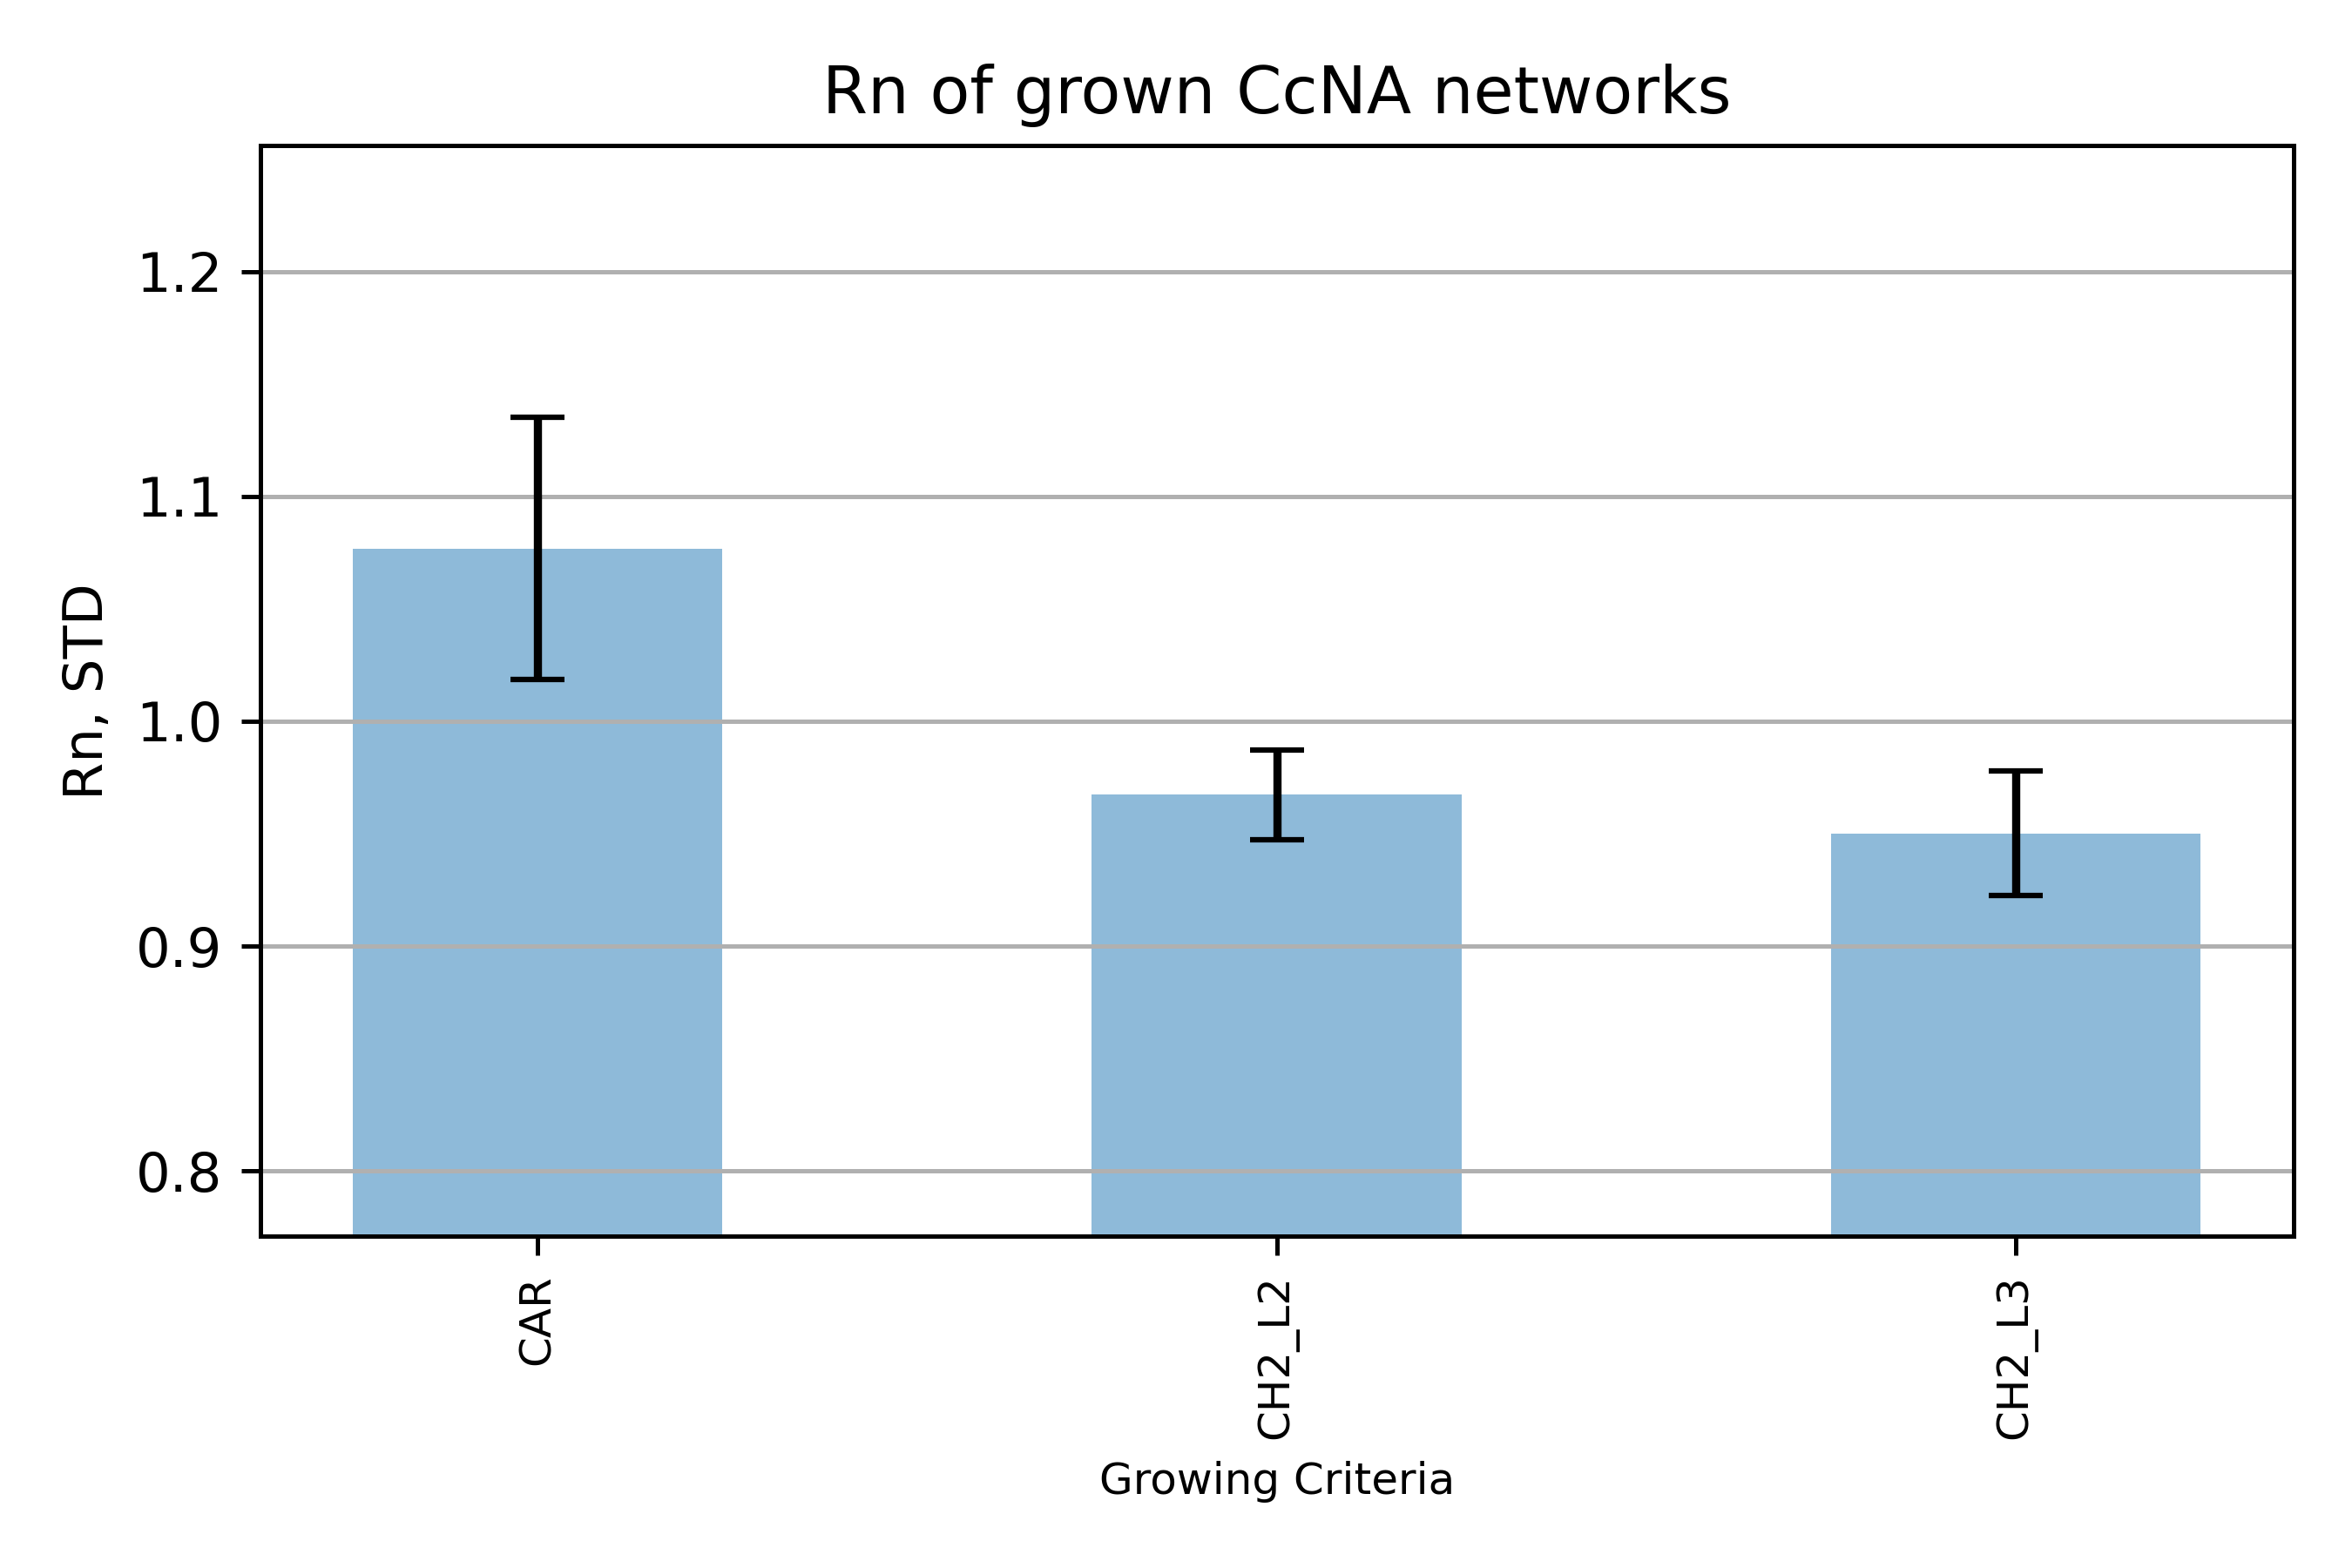 Rn of grown CcNA networks
1.2
1.1
1.0
0.9
0.8
Rn, STD
CAR
CH2_L2
CH2_L3
Growing Criteria